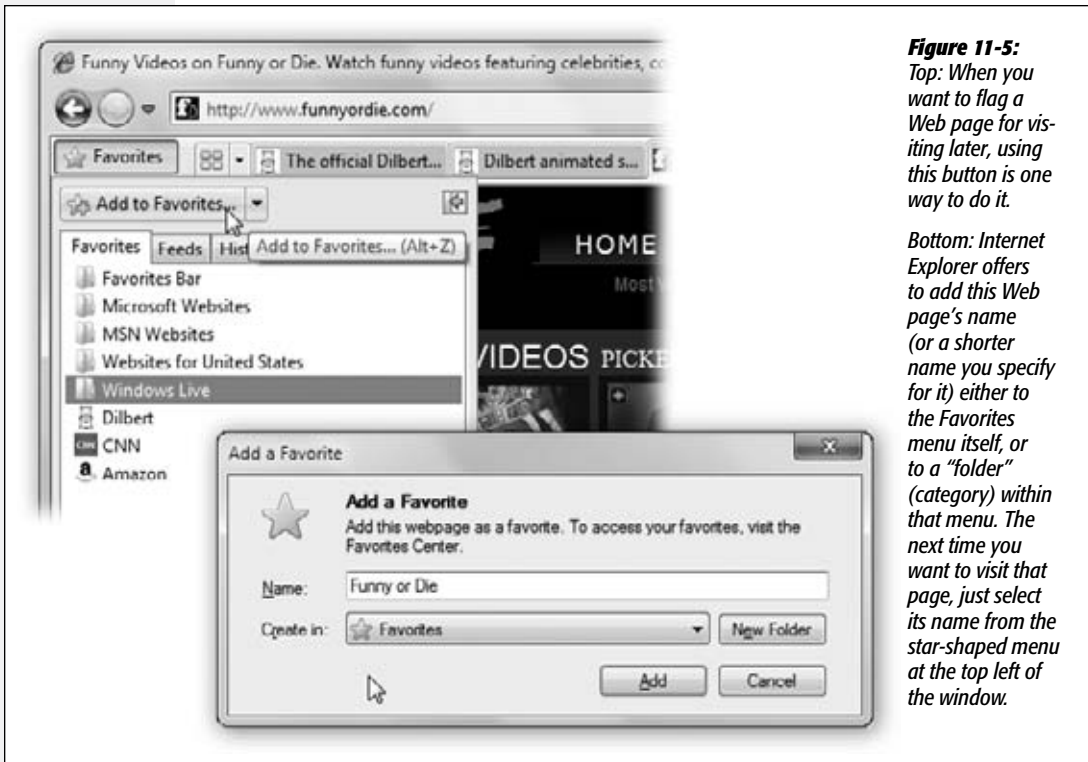 Funny Videos on Funny or Die. Watch funny videos featuring celebrities,
http://www.funnyordie.com/
Favorites
The official Dilbert...
Dilbert animated s...
Add to Favorites...
Favorites
Feeds
Hist
Add to Favorites... (Alt+Z)
Favorites Bar
Microsoft Websites
MSN Websites
Websites for United States
Windows Live
Dilbert
CNN
Amazon
HOME
Most
VIDEOS
Add a Favorite
Add a Favorite
Add this webpage as a favorite. To access your favorites, visit the
Favorites Center.
Name:
Funny or Die
Create in:
Favorites
New Folder
Add
Cancel
Figure 11-5:
Top: When you
want to flag a
Web page for vis-
iting later, using
this button is one
way to do it.
Bottom: Internet
Explorer offers
to add this Web
page's name
(or a shorter
name you specify
for it) either to
the Favorites
menu itself, or
to a “folder”
(category) within
that menu. The
next time you
want to visit that
page, just select
its name from the
star-shaped menu
at the top left of
the window.